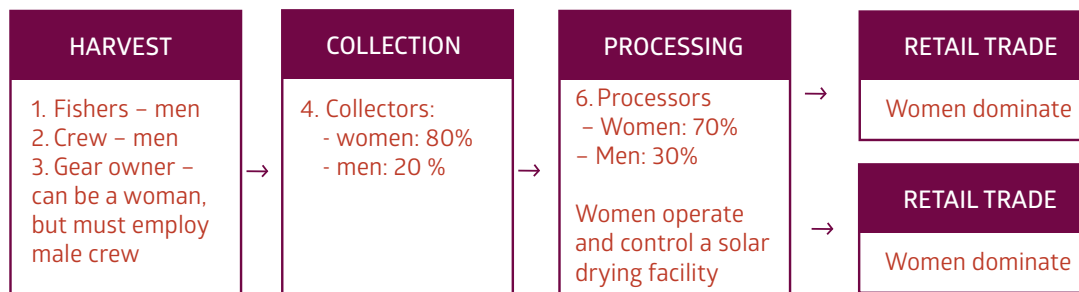 HARVEST
1. Fishers – men
2. Crew – men
3. Gear owner –
can be a woman,
but must employ
male crew
→
COLLECTION
4. Collectors:
- women: 80%
- men: 20 %
→
PROCESSING
6. Processors
– Women: 70%
– Men: 30%
Women operate
and control a solar
drying facility
→
RETAIL TRADE
Women dominate
→
RETAIL TRADE
Women dominate